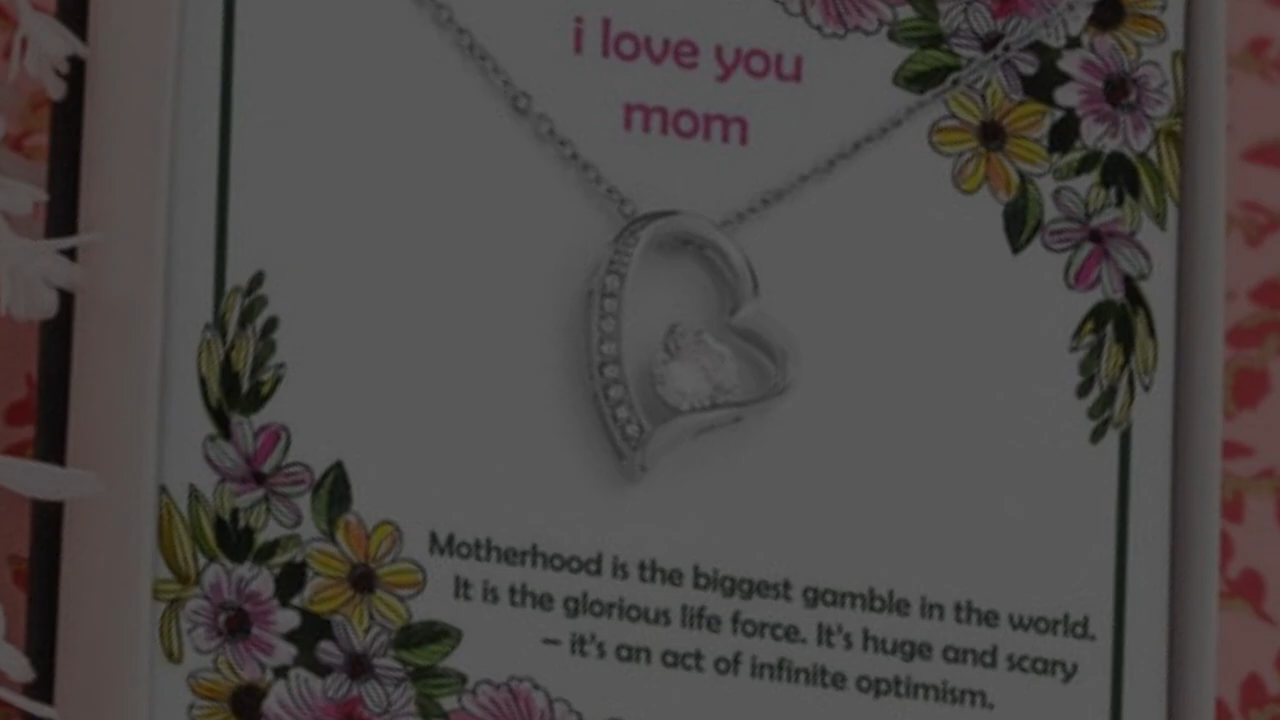 i love you
mom
Motherhood is the biggest gamble in the world.
It is the glorious life force. It's huge and scary
– it's an act of infinite optimism.